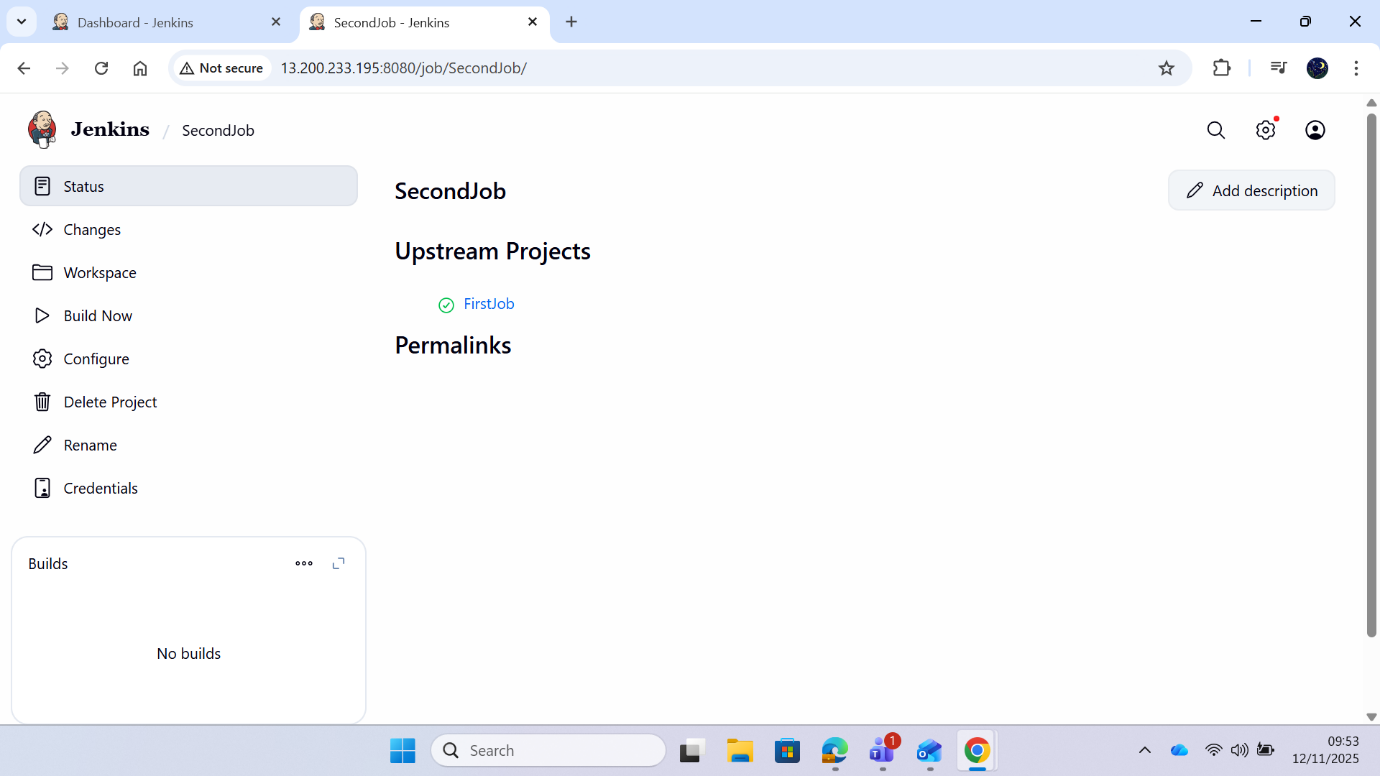 Dashboard - Jenkins
SecondJob - Jenkins
Not secure
13.200.233.195:8080/job/SecondJob/
Jenkins / SecondJob
Status
Changes
Workspace
Build Now
Configure
Delete Project
Rename
Credentials
Builds
No builds
SecondJob
Add description
Upstream Projects
FirstJob
Permalinks
Search
1
09:53
12/11/2025